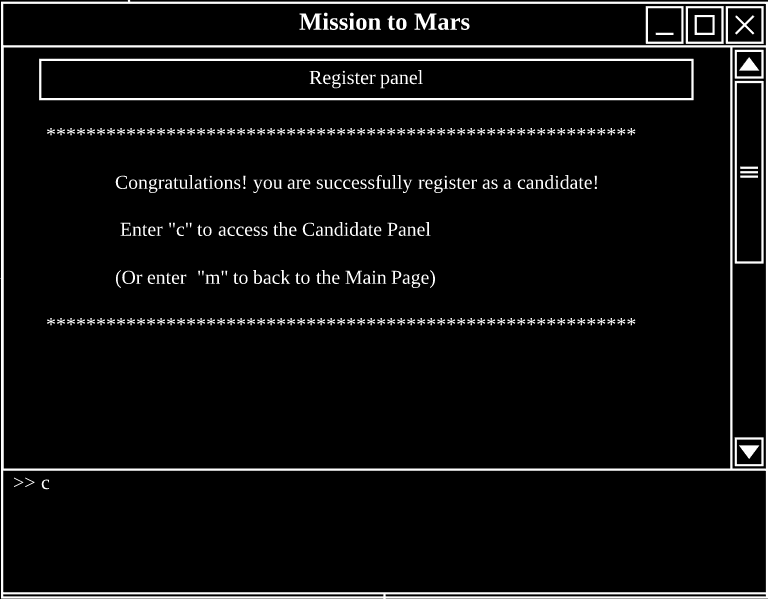 Mission to Mars
Register panel
***********************************************************
Congratulations! you are successfully register as a candidate!
Enter "c" to access the Candidate Panel
(Or enter  "m" to back to the Main Page)
***********************************************************
>> c